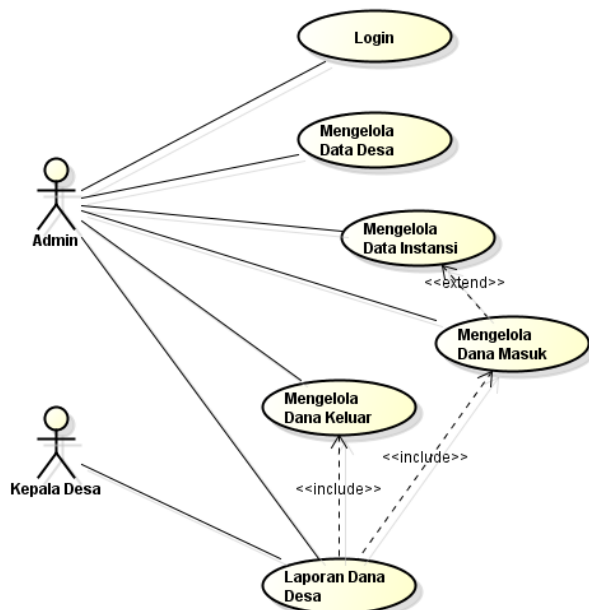 Login
Mengelola
Data Desa
Admin
Mengelola
Data Instansi
<<extend>>
Mengelola
Dana Masuk
Mengelola
Dana Keluar
Kepala Desa
<<include>>
<<include>>
Laporan Dana
Desa